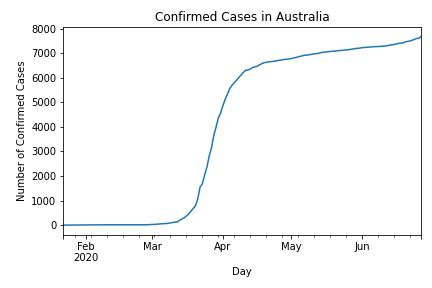 Confirmed Cases in Australia
8000
7000
6000
5000
4000
3000
2000
1000
0
Number of Confirmed Cases
Feb
2020
Mar
Apr
May
Jun
Day